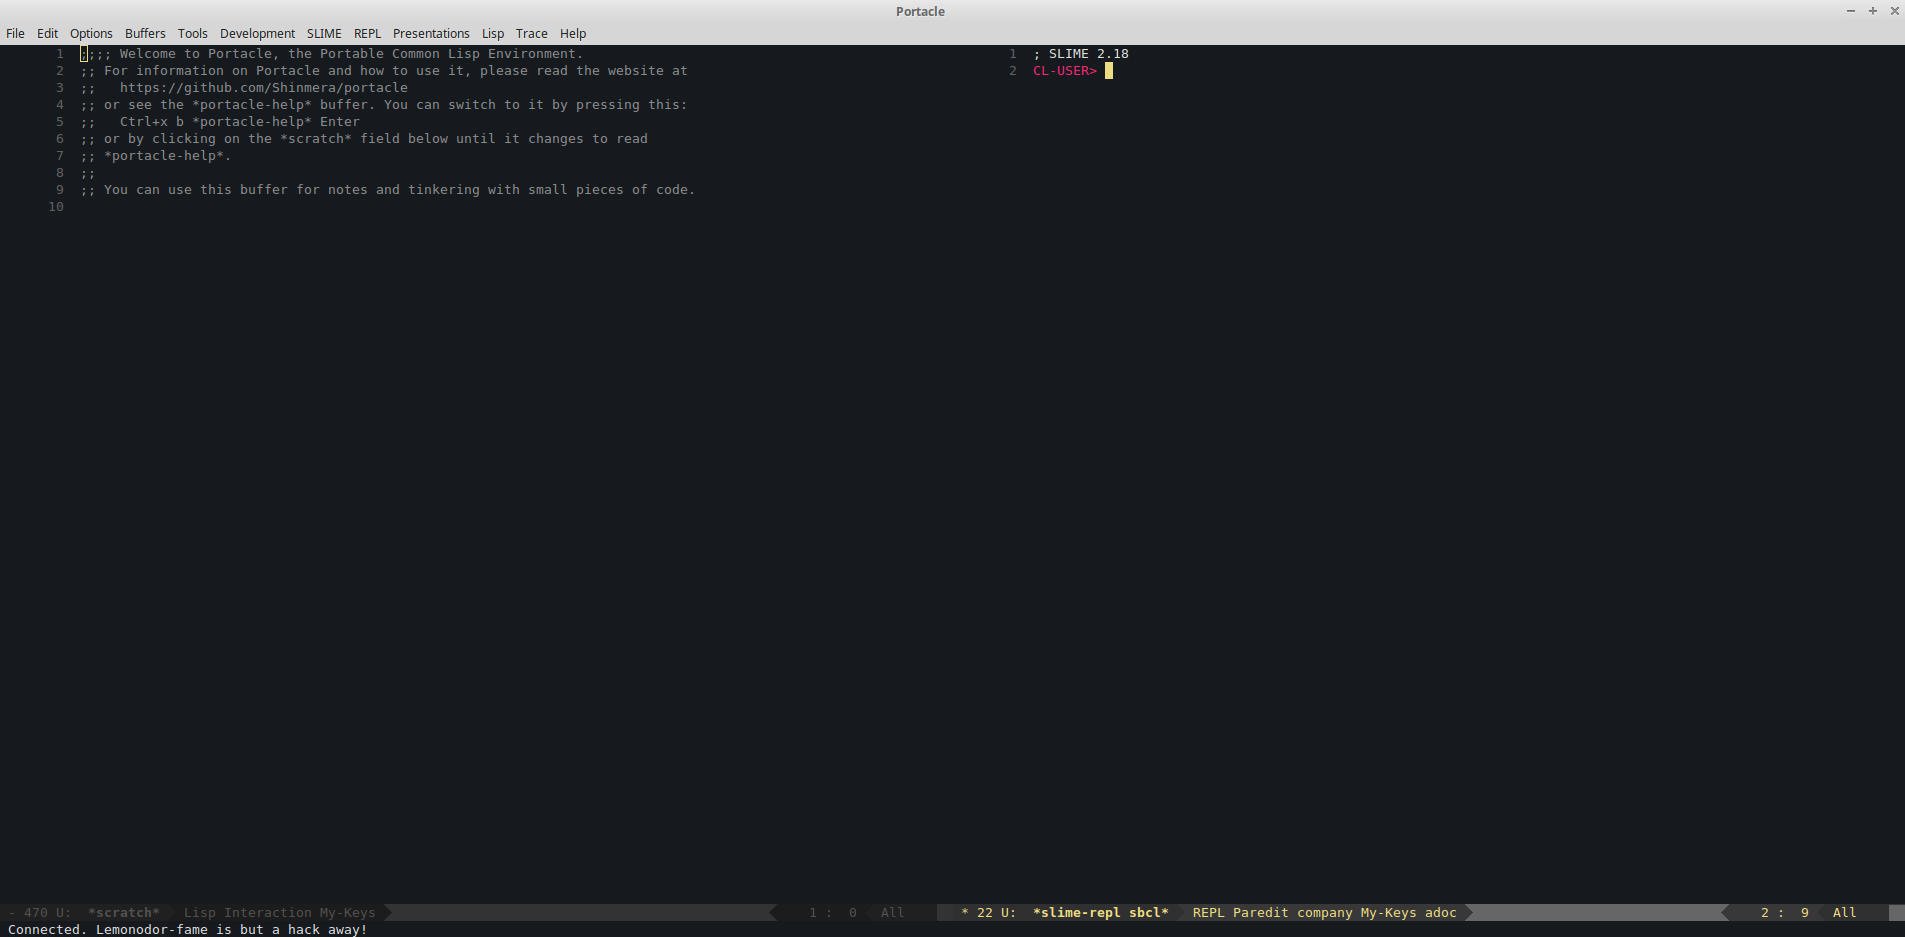 Portacle
File Edit Options Buffers Tools Development SLIME REPL Presentations Lisp Trace Help
1 ;;;; Welcome to Portacle, the Portable Common Lisp Environment.
2 ;; For information on Portacle and how to use it, please read the website at
3 ;;   https://github.com/Shinmera/portacle
4 ;; or see the *portacle-help* buffer. You can switch to it by pressing this:
5 ;;   Ctrl+x b *portacle-help* Enter
6 ;; or by clicking on the *scratch* field below until it changes to read
7 ;; *portacle-help*.
8 ;;
9 ;; You can use this buffer for notes and tinkering with small pieces of code.
10
1 ; SLIME 2.18
2 CL-USER>
- 470 U: *scratch* Lisp Interaction My-Keys 1 : 0 All
* 22 U: *slime-repl sbcl* REPL Paredit company My-Keys adoc 2 : 9 All
Connected. Lemonodor-fame is but a hack away!